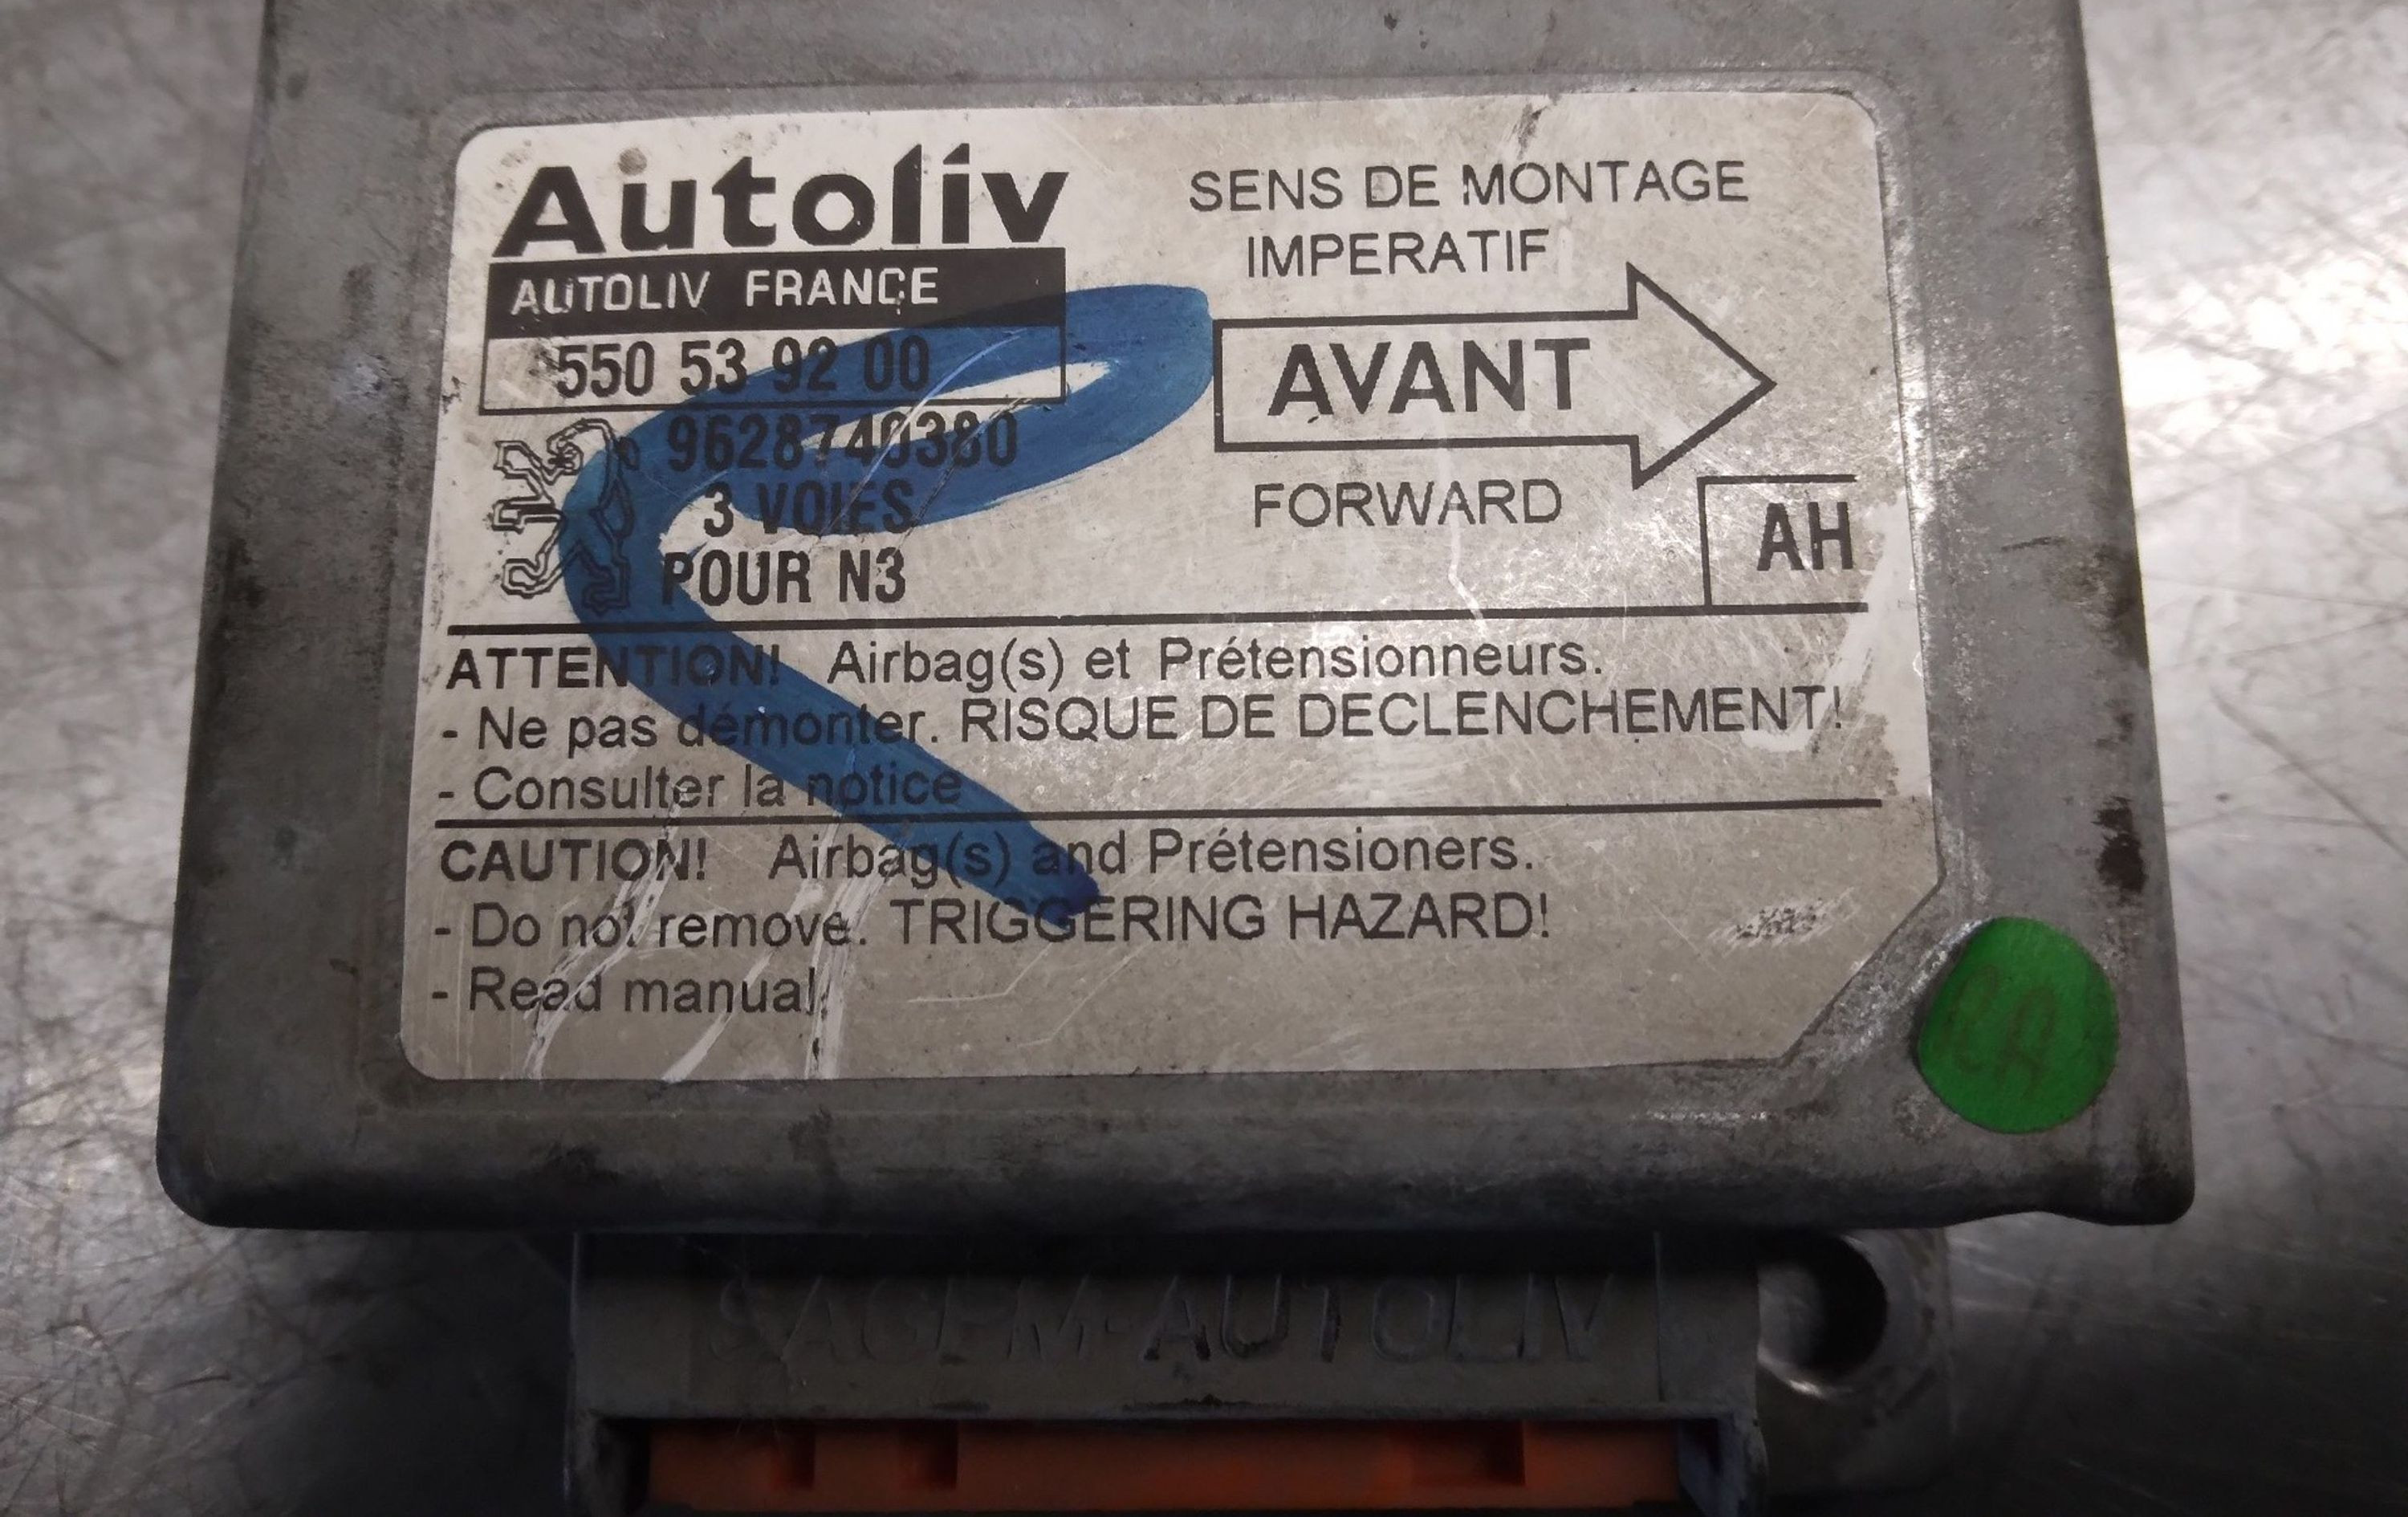 Autoliv
AUTOLIV FRANCE
550 53 92 00
9628740380
3 VOIES
POUR N3
SENS DE MONTAGE
IMPERATIF
AVANT
FORWARD
AH
ATTENTION! Airbag(s) et Prétensionneurs.
- Ne pas démonter. RISQUE DE DECLENCHEMENT!
- Consulter la notice
CAUTION! Airbag(s) and Prétensioners.
- Do not remove. TRIGGERING HAZARD!
- Read manual.
SAGEM-AUTOLIV